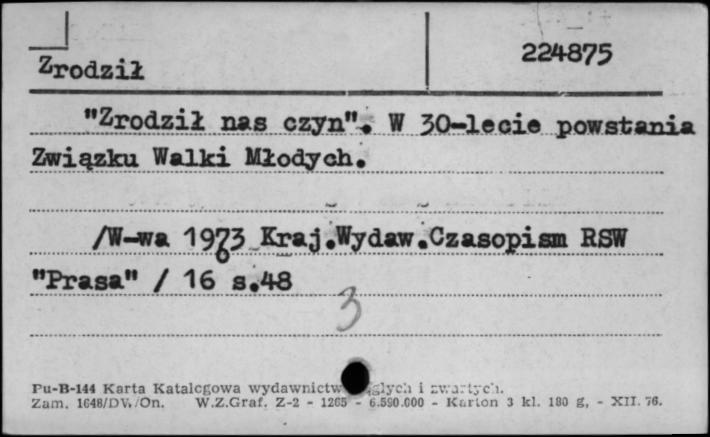 224875
Zrodził
"Zrodził nas czyn". W 30-lecie powstania
Związku Walki Młodych.
/W-wa 1973 Kraj.Wydaw.Czasopism RSW
"Prasa" / 16 s.48
3
Pu-B-144 Karta Katalogowa wydawnictw i zwartych.
Zam. 1648/DW./On. W.Z.Graf. Z-2 - 1265 - 6.590.000 - Karton 3 kl. 180 g, - XII. 76.